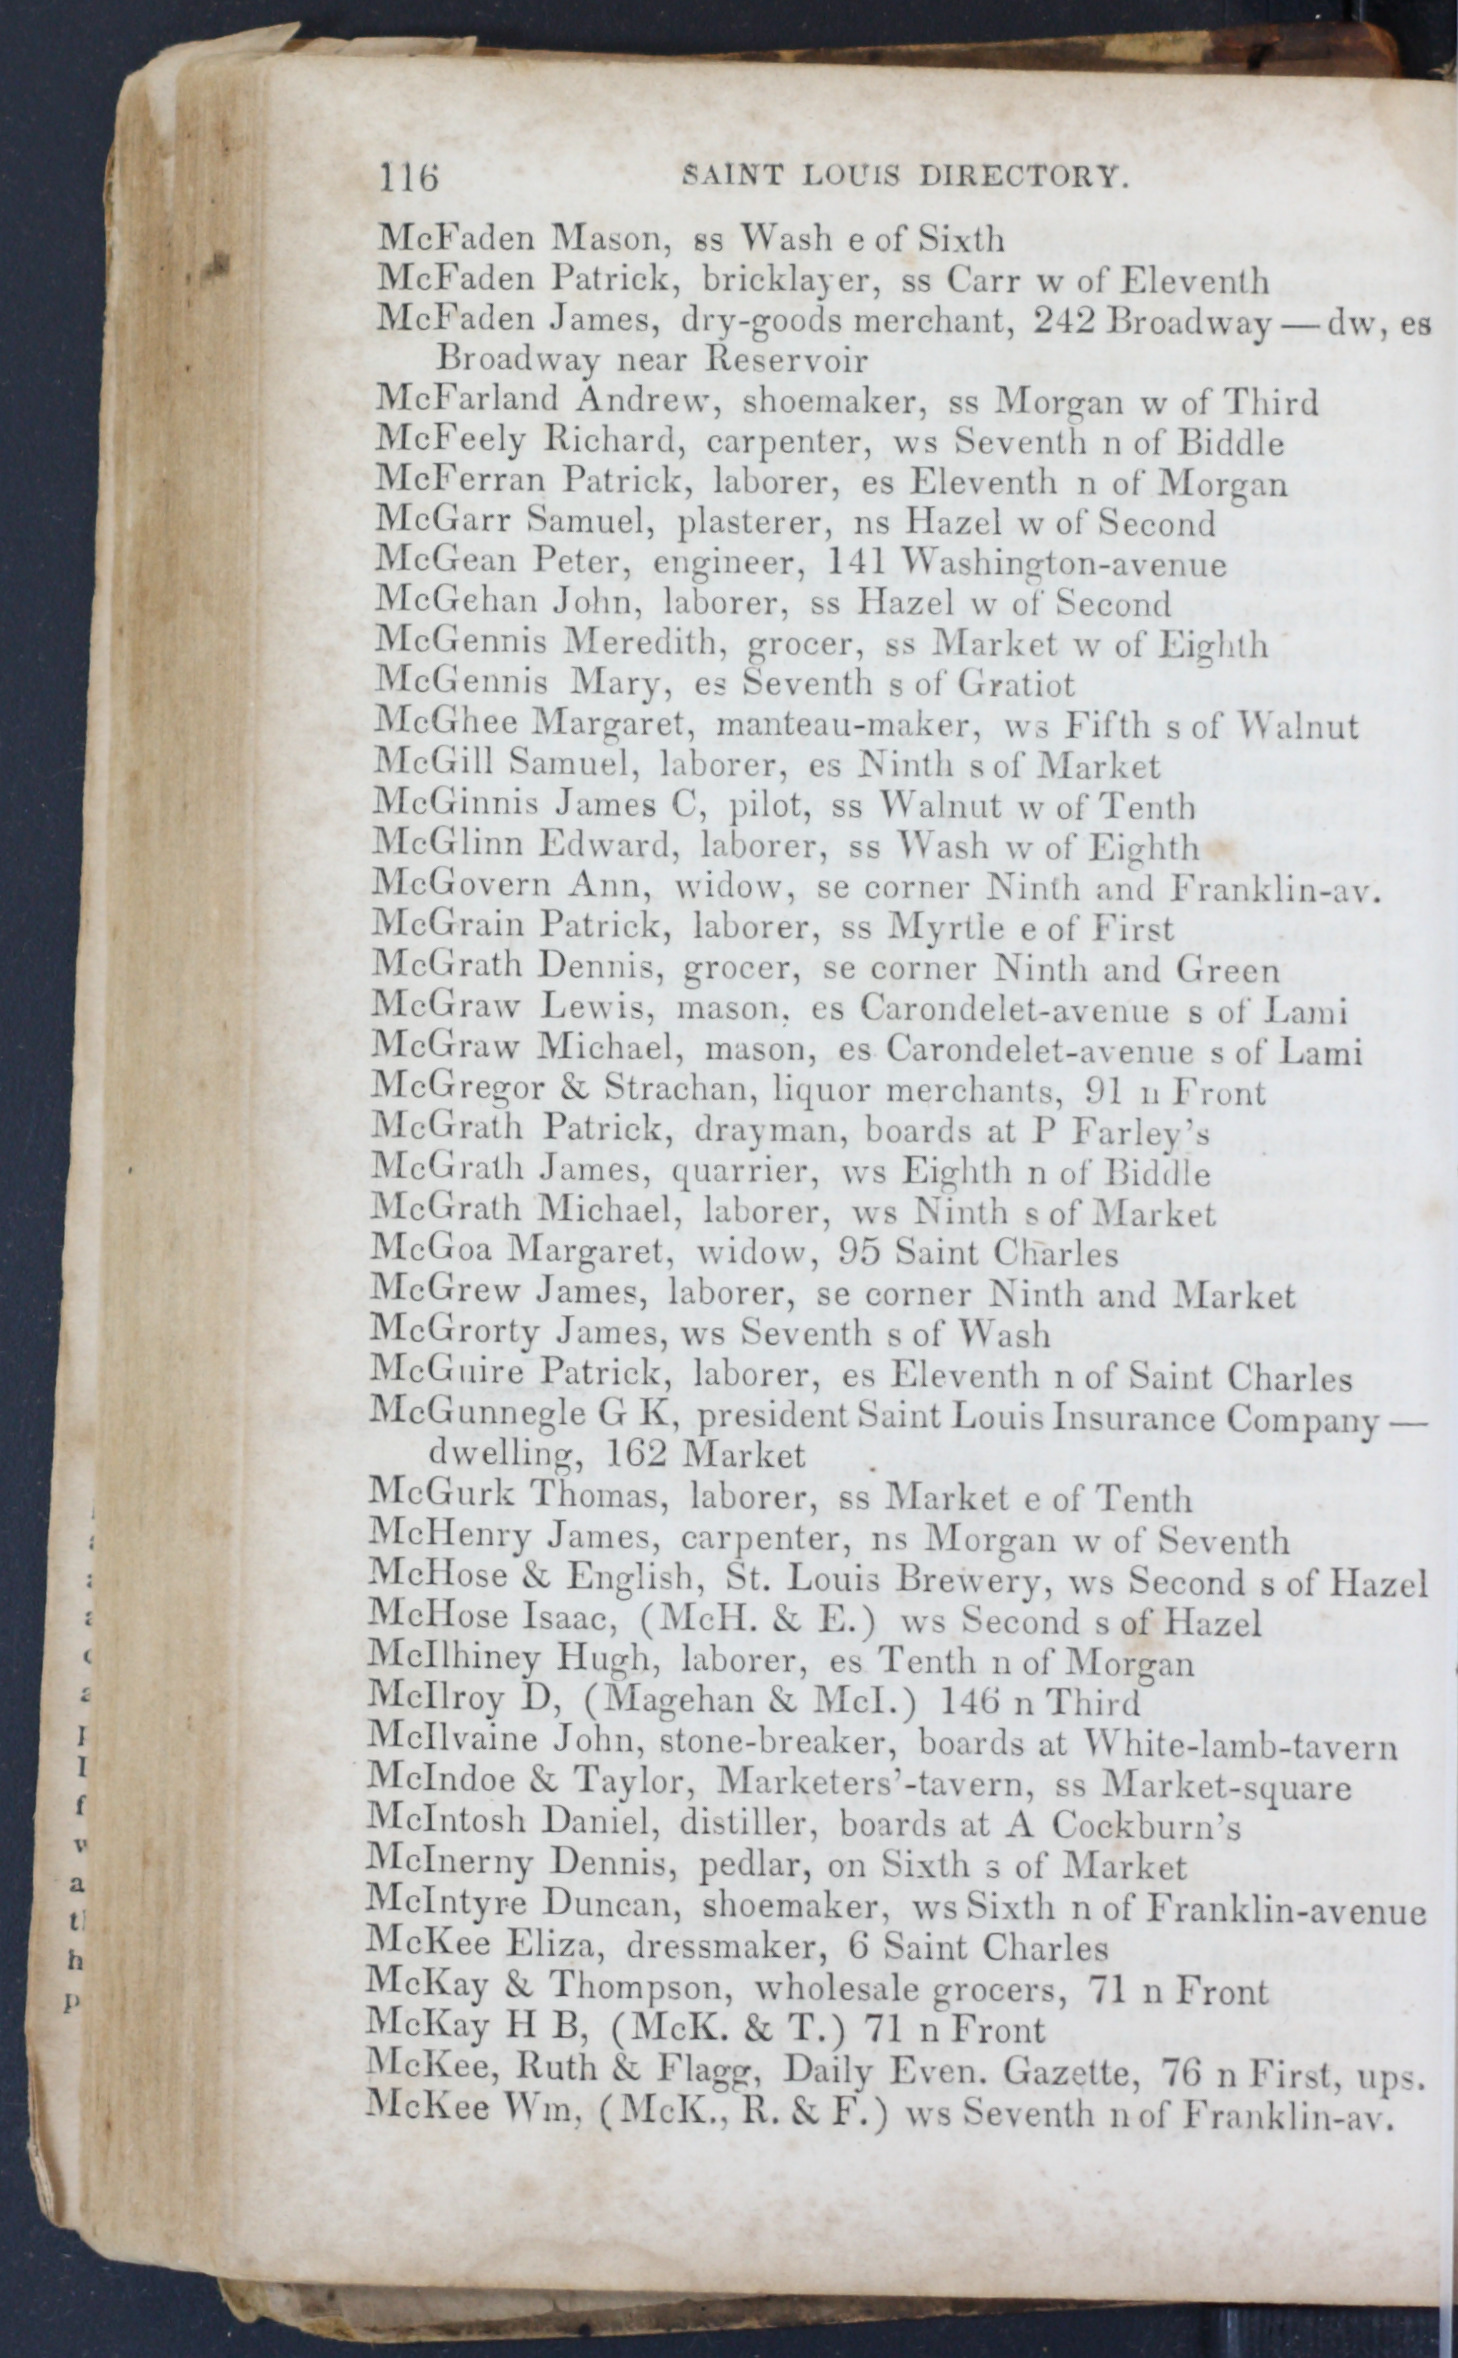 116 SAINT LOUIS DIRECTORY.
McFaden Mason, ss Wash e of Sixth
McFaden Patrick, bricklayer, ss Carr w of Eleventh
McFaden James, dry-goods merchant, 242 Broadway — dw, es
Broadway near Reservoir
McFarland Andrew, shoemaker, ss Morgan w of Third
McFeely Richard, carpenter, ws Seventh n of Biddle
McFerran Patrick, laborer, es Eleventh n of Morgan
McGarr Samuel, plasterer, ns Hazel w of Second
McGean Peter, engineer, 141 Washington-avenue
McGehan John, laborer, ss Hazel w of Second
McGennis Meredith, grocer, ss Market w of Eighth
McGennis Mary, es Seventh s of Gratiot
McGhee Margaret, manteau-maker, ws Fifth s of Walnut
McGill Samuel, laborer, es Ninth s of Market
McGinnis James C, pilot, ss Walnut w of Tenth
McGlinn Edward, laborer, ss Wash w of Eighth
McGovern Ann, widow, se corner Ninth and Franklin-av.
McGrain Patrick, laborer, ss Myrtle e of First
McGrath Dennis, grocer, se corner Ninth and Green
McGraw Lewis, mason, es Carondelet-avenue s of Lami
McGraw Michael, mason, es Carondelet-avenue s of Lami
McGregor & Strachan, liquor merchants, 91 n Front
McGrath Patrick, drayman, boards at P Farley's
McGrath James, quarrier, ws Eighth n of Biddle
McGrath Michael, laborer, ws Ninth s of Market
McGoa Margaret, widow, 95 Saint Charles
McGrew James, laborer, se corner Ninth and Market
McGrorty James, ws Seventh s of Wash
McGuire Patrick, laborer, es Eleventh n of Saint Charles
McGunnegle G K, president Saint Louis Insurance Company —
dwelling, 162 Market
McGurk Thomas, laborer, ss Market e of Tenth
McHenry James, carpenter, ns Morgan w of Seventh
McHose & English, St. Louis Brewery, ws Second s of Hazel
McHose Isaac, (McH. & E.) ws Second s of Hazel
McIlhiney Hugh, laborer, es Tenth n of Morgan
McIlroy D, (Magehan & McI.) 146 n Third
McIlvaine John, stone-breaker, boards at White-lamb-tavern
McIndoe & Taylor, Marketers'-tavern, ss Market-square
McIntosh Daniel, distiller, boards at A Cockburn's
McInerny Dennis, pedlar, on Sixth s of Market
McIntyre Duncan, shoemaker, ws Sixth n of Franklin-avenue
McKee Eliza, dressmaker, 6 Saint Charles
McKay & Thompson, wholesale grocers, 71 n Front
McKay H B, (McK. & T.) 71 n Front
McKee, Ruth & Flagg, Daily Even. Gazette, 76 n First, ups.
McKee Wm, (McK., R. & F.) ws Seventh n of Franklin-av.